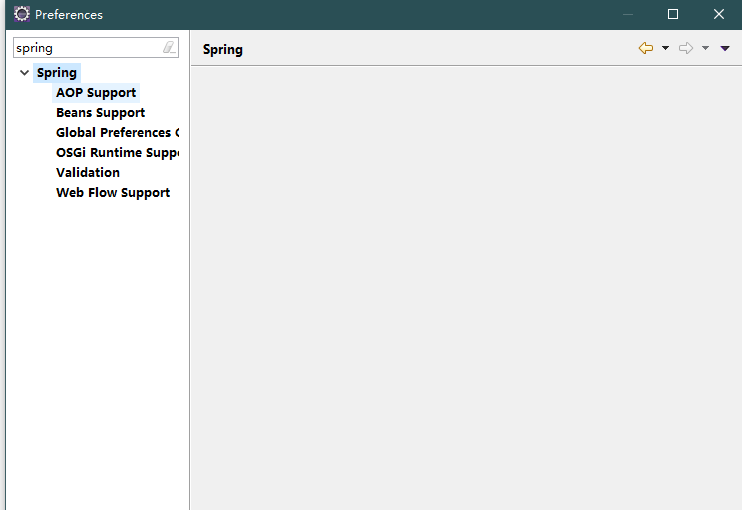 Preferences
spring
Spring
AOP Support
Beans Support
Global Preferences
OSGi Runtime Suppo
Validation
Web Flow Support
Spring